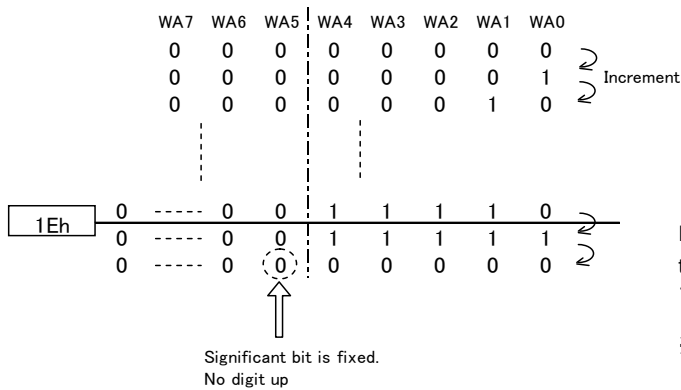 WA7 WA6 WA5 WA4 WA3 WA2 WA1 WA0
0 0 0 0 0 0 0 0
0 0 0 0 0 0 0 1
Increment
0 0 0 0 0 0 1 0
0 ----- 0 0 1 1 1 1 0
1Eh
0 ----- 0 0 1 1 1 1 1
0 ----- 0 0 0 0 0 0 0
Significant bit is fixed.
No digit up